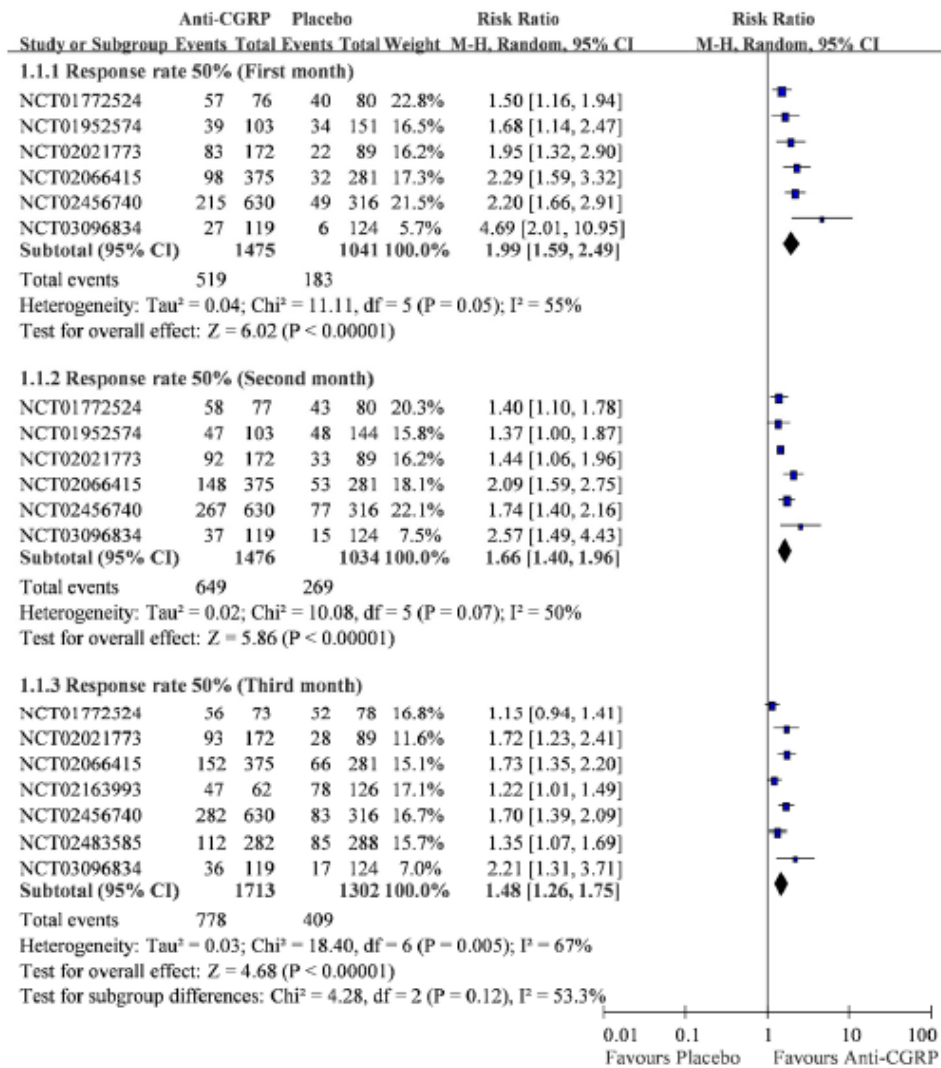 Anti-CGRP Placebo Risk Ratio Risk Ratio
Study or Subgroup Events Total Events Total Weight M-H, Random, 95% CI M-H, Random, 95% CI
1.1.1 Response rate 50% (First month)
NCT01772524 57 76 40 80 22.8% 1.50 [1.16, 1.94]
NCT01952574 39 103 34 151 16.5% 1.68 [1.14, 2.47]
NCT02021773 83 172 22 89 16.2% 1.95 [1.32, 2.90]
NCT02066415 98 375 32 281 17.3% 2.29 [1.59, 3.32]
NCT02456740 215 630 49 316 21.5% 2.20 [1.66, 2.91]
NCT03096834 27 119 6 124 5.7% 4.69 [2.01, 10.95]
Subtotal (95% CI) 1475 1041 100.0% 1.99 [1.59, 2.49]
Total events 519 183
Heterogeneity: Tau² = 0.04; Chi² = 11.11, df = 5 (P = 0.05); I² = 55%
Test for overall effect: Z = 6.02 (P < 0.00001)
1.1.2 Response rate 50% (Second month)
NCT01772524 58 77 43 80 20.3% 1.40 [1.10, 1.78]
NCT01952574 47 103 48 144 15.8% 1.37 [1.00, 1.87]
NCT02021773 92 172 33 89 16.2% 1.44 [1.06, 1.96]
NCT02066415 148 375 53 281 18.1% 2.09 [1.59, 2.75]
NCT02456740 267 630 77 316 22.1% 1.74 [1.40, 2.16]
NCT03096834 37 119 15 124 7.5% 2.57 [1.49, 4.43]
Subtotal (95% CI) 1476 1034 100.0% 1.66 [1.40, 1.96]
Total events 649 269
Heterogeneity: Tau² = 0.02; Chi² = 10.08, df = 5 (P = 0.07); I² = 50%
Test for overall effect: Z = 5.86 (P < 0.00001)
1.1.3 Response rate 50% (Third month)
NCT01772524 56 73 52 78 16.8% 1.15 [0.94, 1.41]
NCT02021773 93 172 28 89 11.6% 1.72 [1.23, 2.41]
NCT02066415 152 375 66 281 15.1% 1.73 [1.35, 2.20]
NCT02163993 47 62 78 126 17.1% 1.22 [1.01, 1.49]
NCT02456740 282 630 83 316 16.7% 1.70 [1.39, 2.09]
NCT02483585 112 282 85 288 15.7% 1.35 [1.07, 1.69]
NCT03096834 36 119 17 124 7.0% 2.21 [1.31, 3.71]
Subtotal (95% CI) 1713 1302 100.0% 1.48 [1.26, 1.75]
Total events 778 409
Heterogeneity: Tau² = 0.03; Chi² = 18.40, df = 6 (P = 0.005); I² = 67%
Test for overall effect: Z = 4.68 (P < 0.00001)
Test for subgroup differences: Chi² = 4.28, df = 2 (P = 0.12), I² = 53.3%
0.01 0.1 1 10 100
Favours Placebo Favours Anti-CGRP